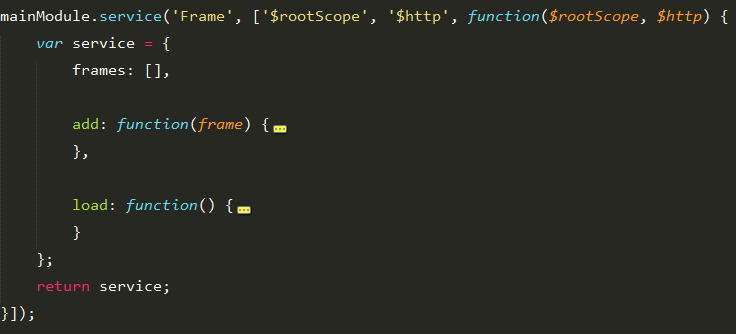 mainModule.service('Frame', ['$rootScope', '$http', function($rootScope, $http) {
var service = {
frames: [],
add: function(frame) {
},
load: function() {
}
};
return service;
}]);